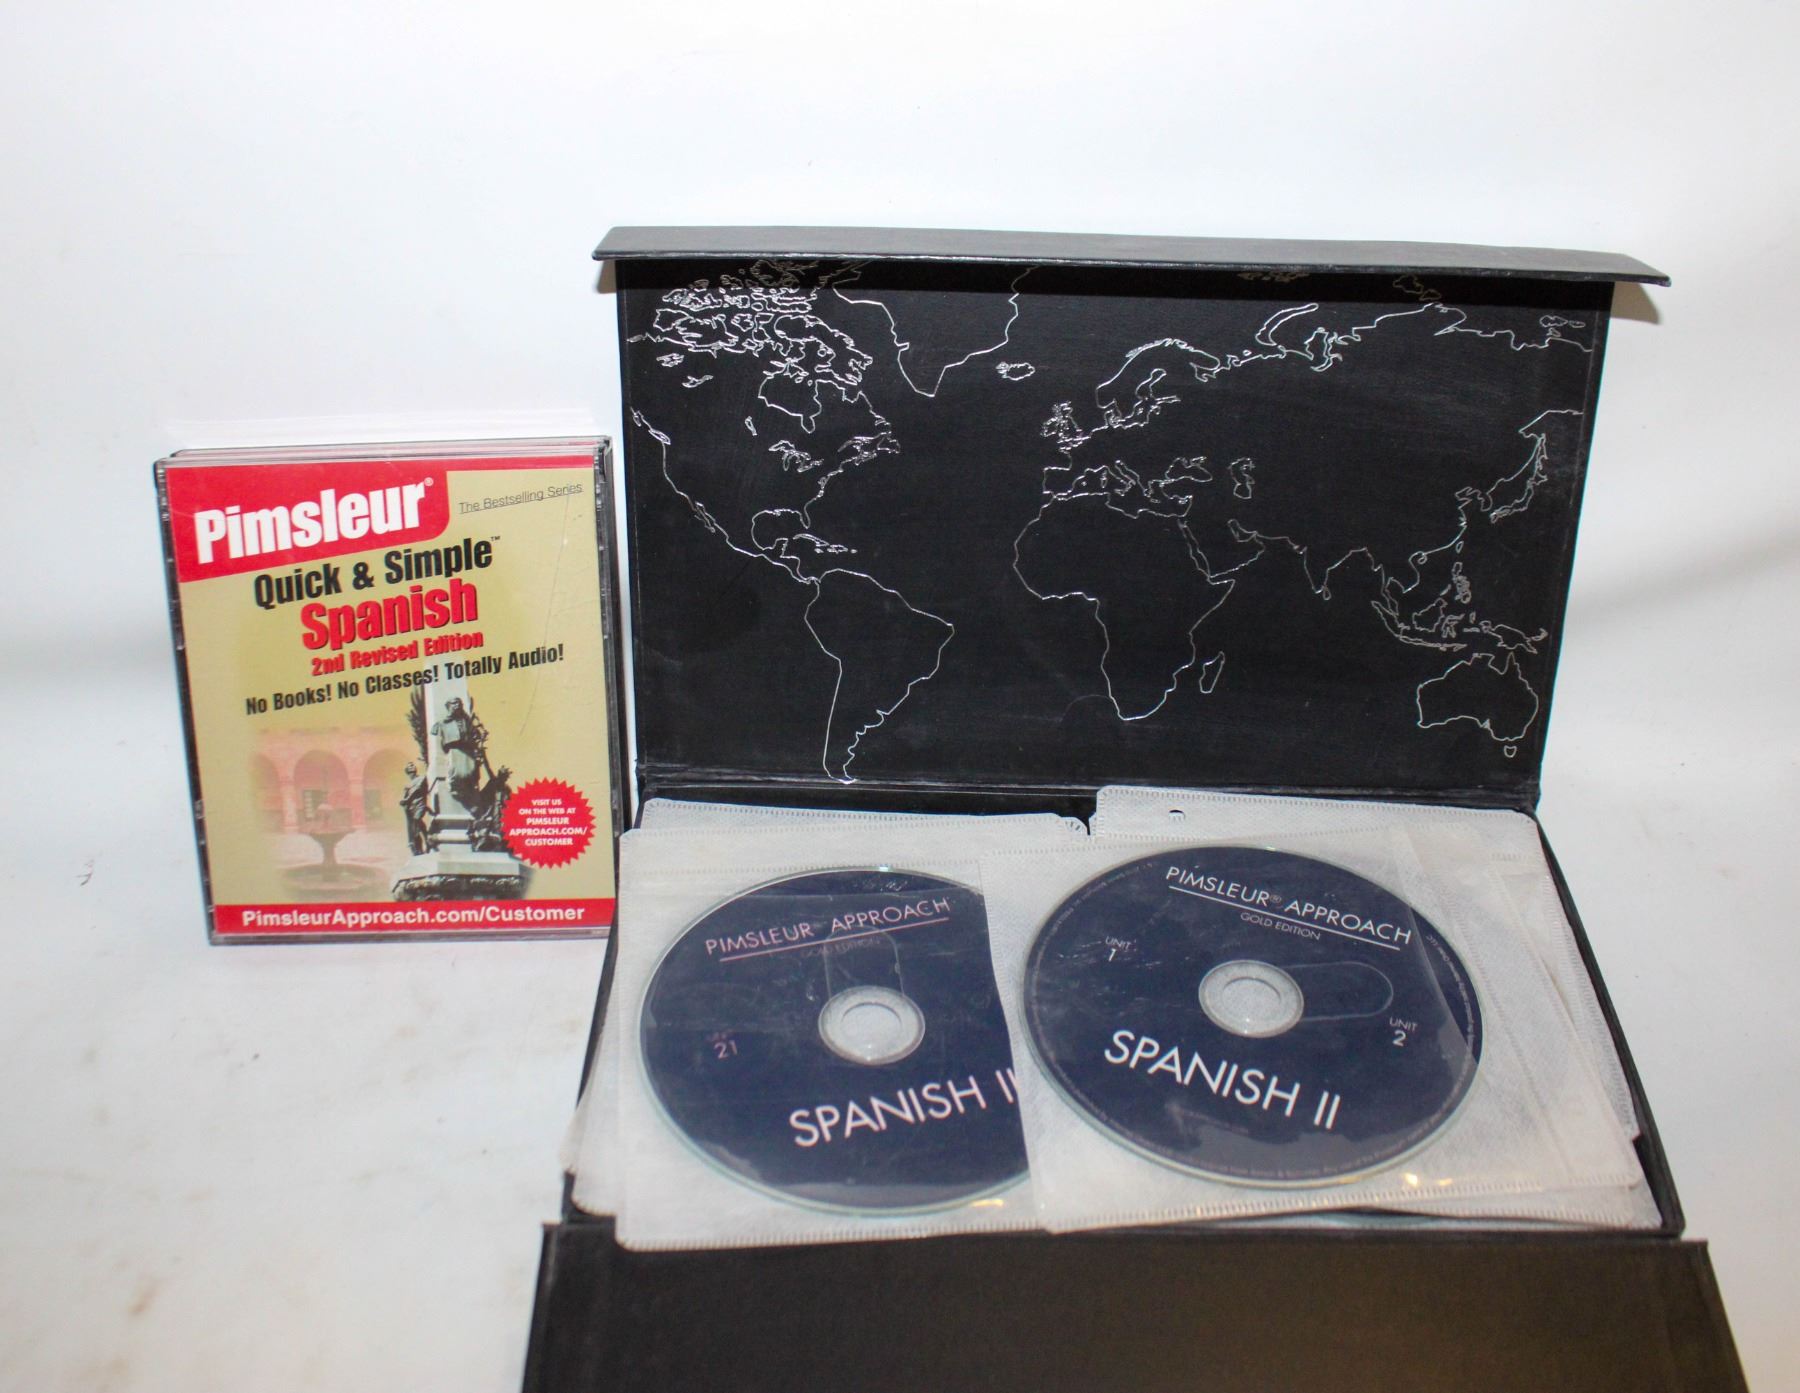 Pimsleur®
The Bestselling Series
Quick & Simple™
Spanish
2nd Revised Edition
No Books! No Classes! Totally Audio!
VISIT US
ON THE WEB AT
PIMSLEUR
APPROACH.COM/
CUSTOMER
PimsleurApproach.com/Customer
PIMSLEUR® APPROACH
GOLD EDITION
21
SPANISH
PIMSLEUR® APPROACH
GOLD EDITION
UNIT
1
UNIT
2
SPANISH II